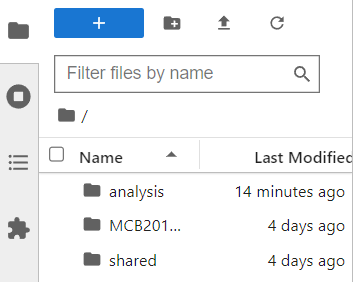 Filter files by name
/
Name Last Modified
analysis 14 minutes ago
MCB201... 4 days ago
shared 4 days ago